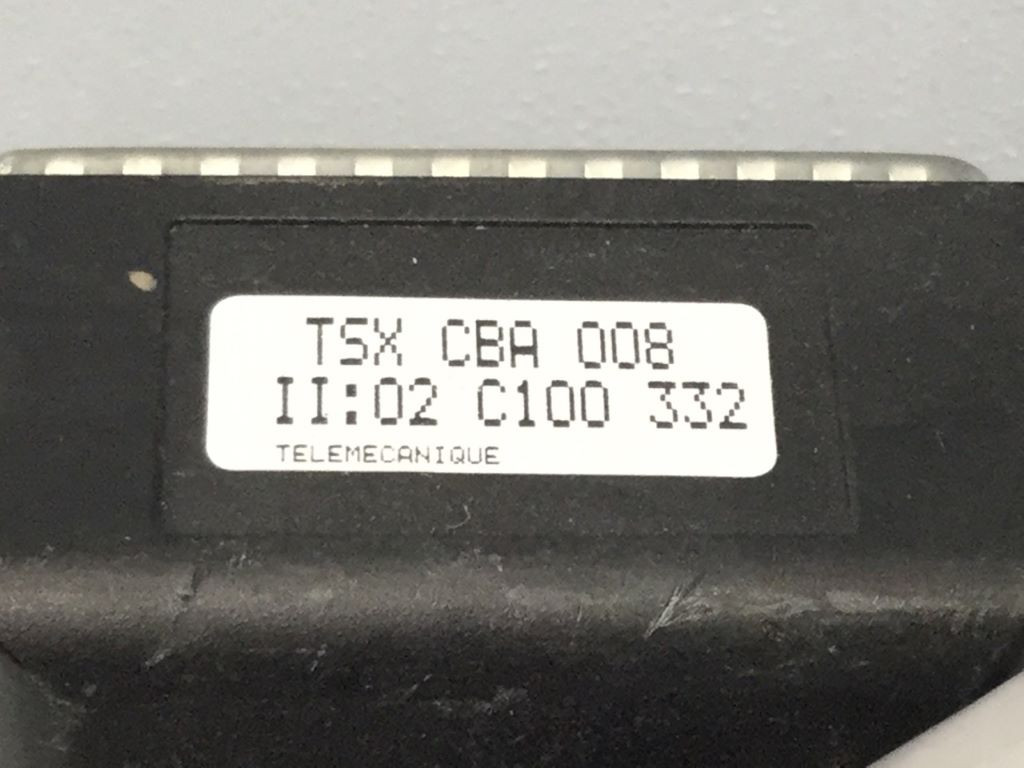 TSX CBA 008
II:02 C100 332
TELEMECANIQUE